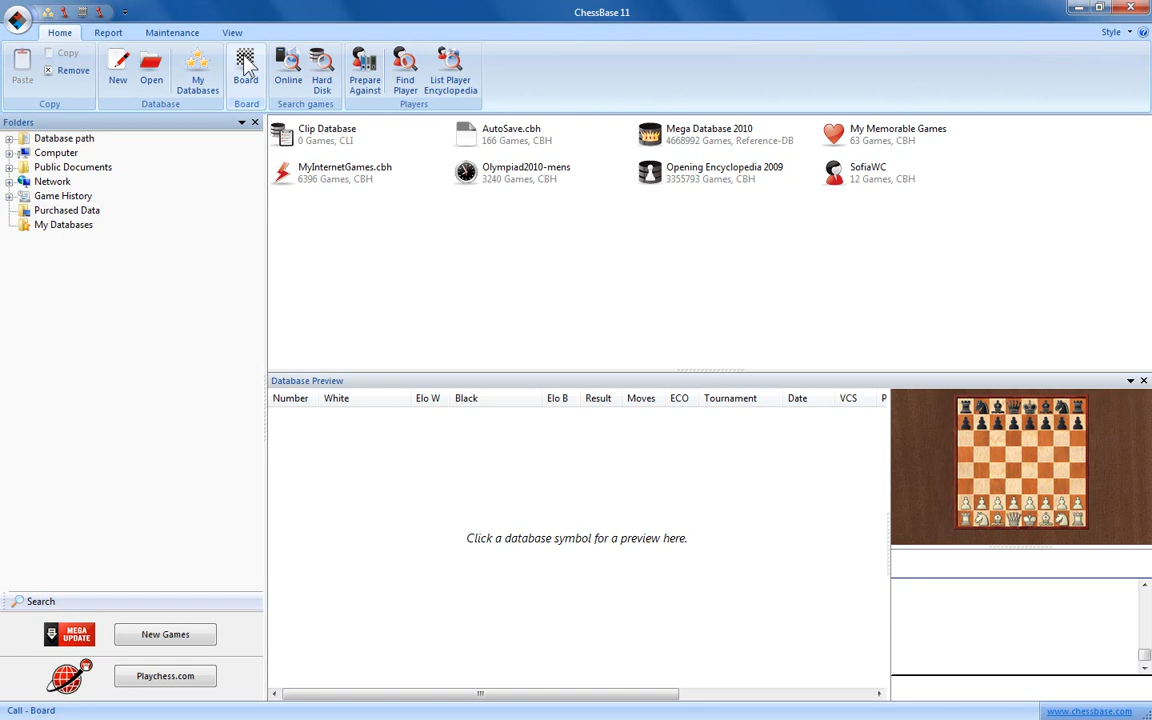 ChessBase 11
Home Report Maintenance View Style
Paste Copy Remove New Open My Databases Board Online Hard Disk Prepare Against Find Player List Player Encyclopedia
Copy Database Board Search games Players
Folders
Database path
Computer
Public Documents
Network
Game History
Purchased Data
My Databases
Clip Database
0 Games, CLI
AutoSave.cbh
166 Games, CBH
Mega Database 2010
4668992 Games, Reference-DB
My Memorable Games
63 Games, CBH
MyInternetGames.cbh
6396 Games, CBH
Olympiad2010-mens
3240 Games, CBH
Opening Encyclopedia 2009
3355793 Games, CBH
SofiaWC
12 Games, CBH
Database Preview
Number White Elo W Black Elo B Result Moves ECO Tournament Date VCS P
Click a database symbol for a preview here.
Search
MEGA UPDATE
New Games
Playchess.com
Call - Board
www.chessbase.com